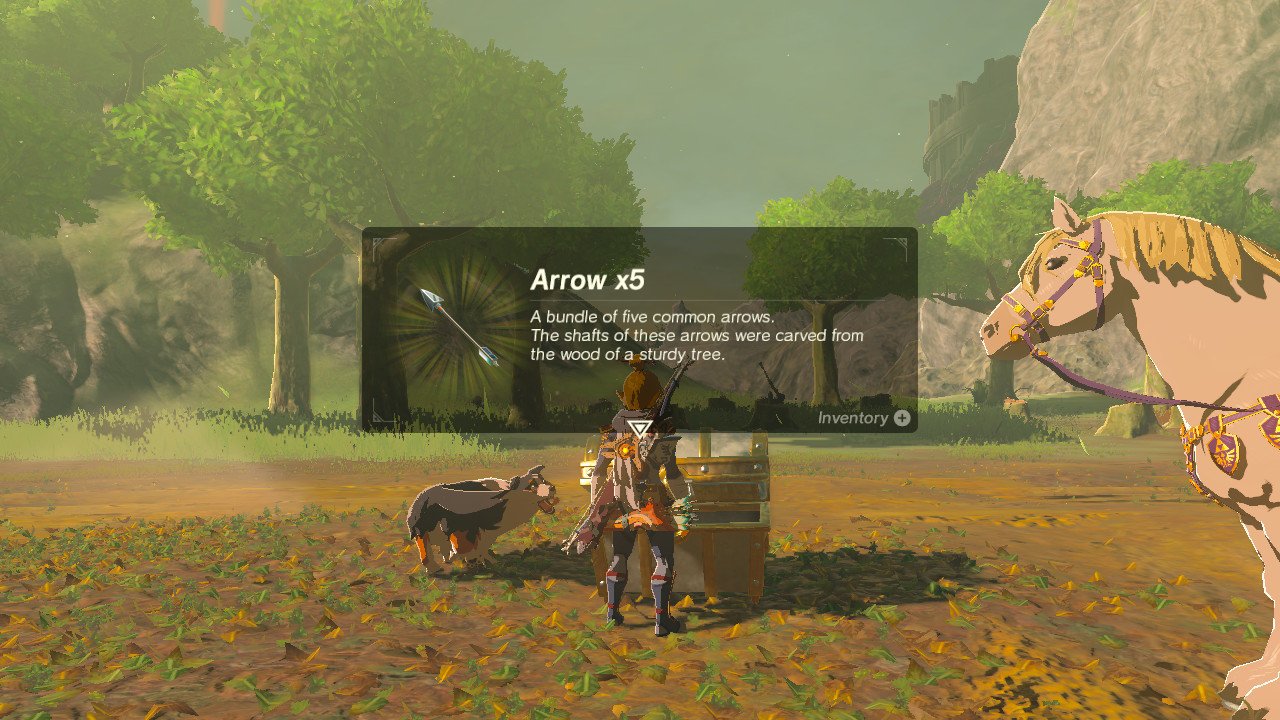 Arrow x5
A bundle of five common arrows.
The shafts of these arrows were carved from
the wood of a sturdy tree.
Inventory